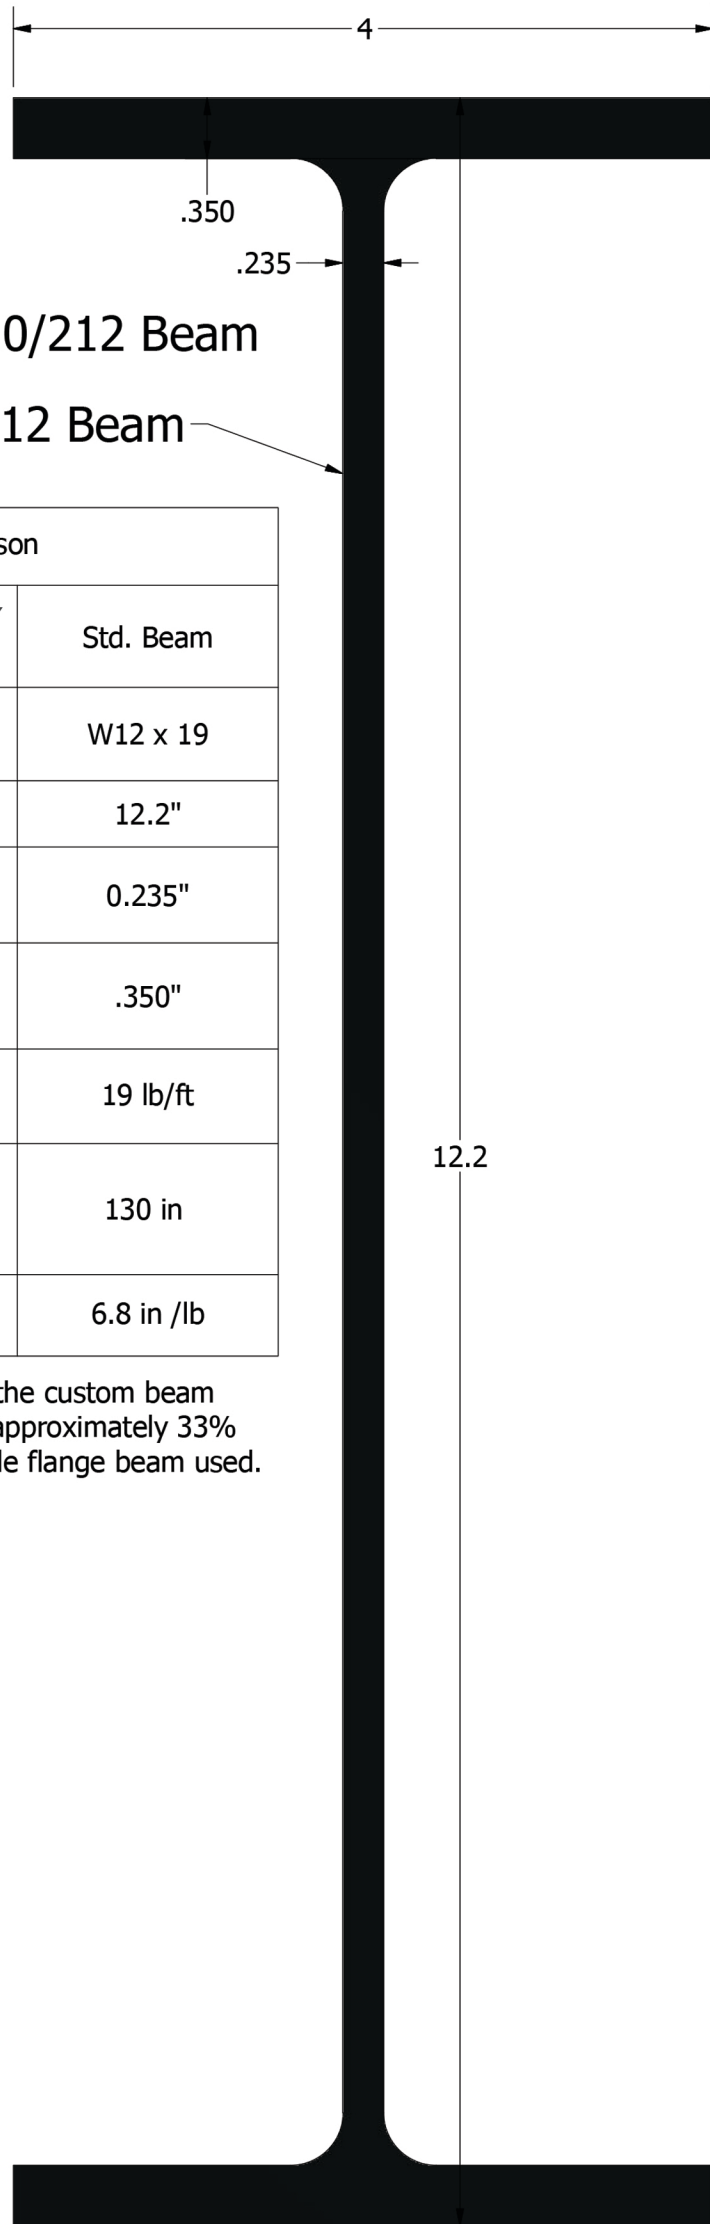 4
.350
.235
0/212 Beam
12 Beam
son
Std. Beam
W12 x 19
12.2"
0.235"
.350"
19 lb/ft
12.2
130 in
6.8 in /lb
the custom beam
approximately 33%
le flange beam used.